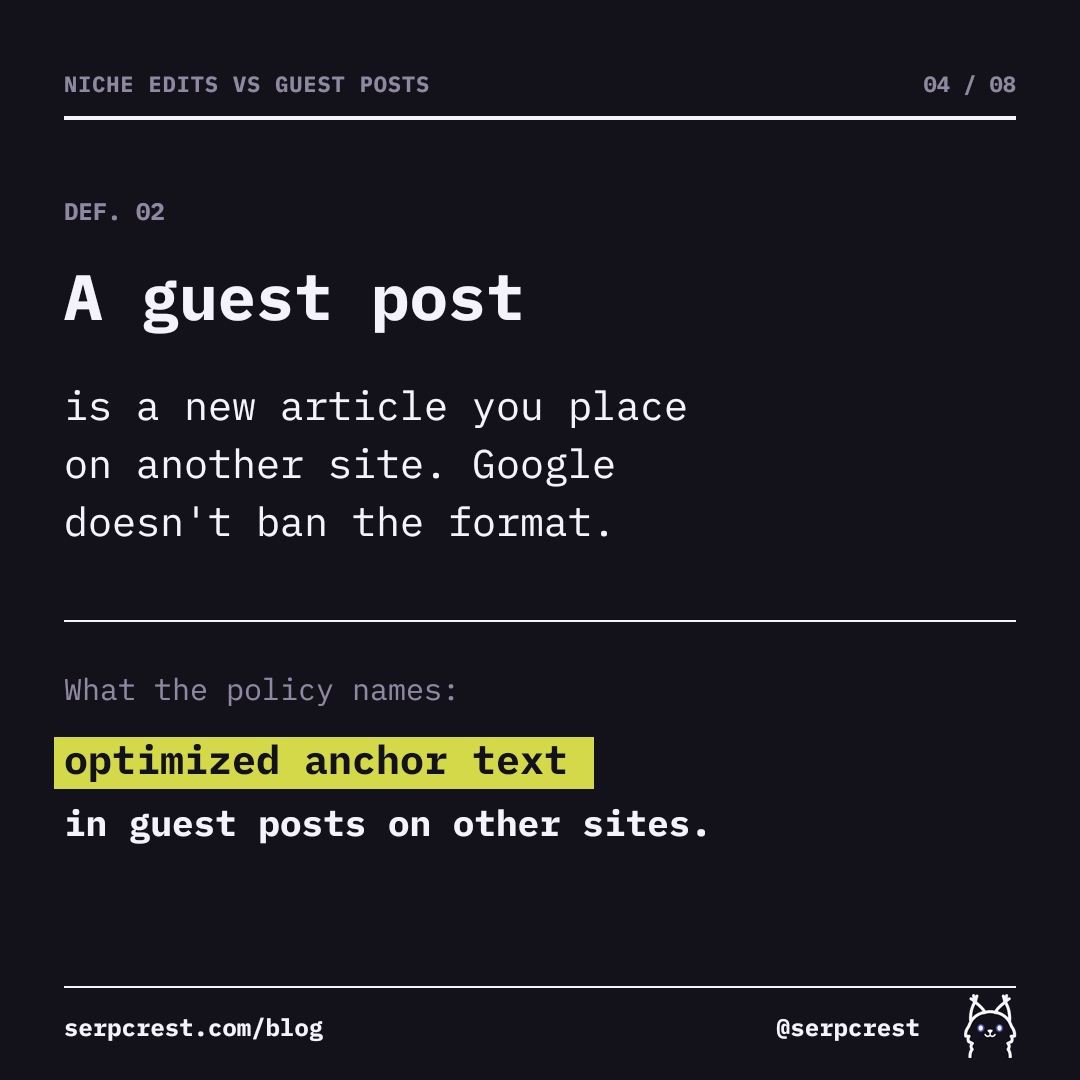 NICHE EDITS VS GUEST POSTS
04 / 08
DEF. 02
A guest post
is a new article you place
on another site. Google
doesn't ban the format.
What the policy names:
optimized anchor text
in guest posts on other sites.
serpcrest.com/blog
@serpcrest